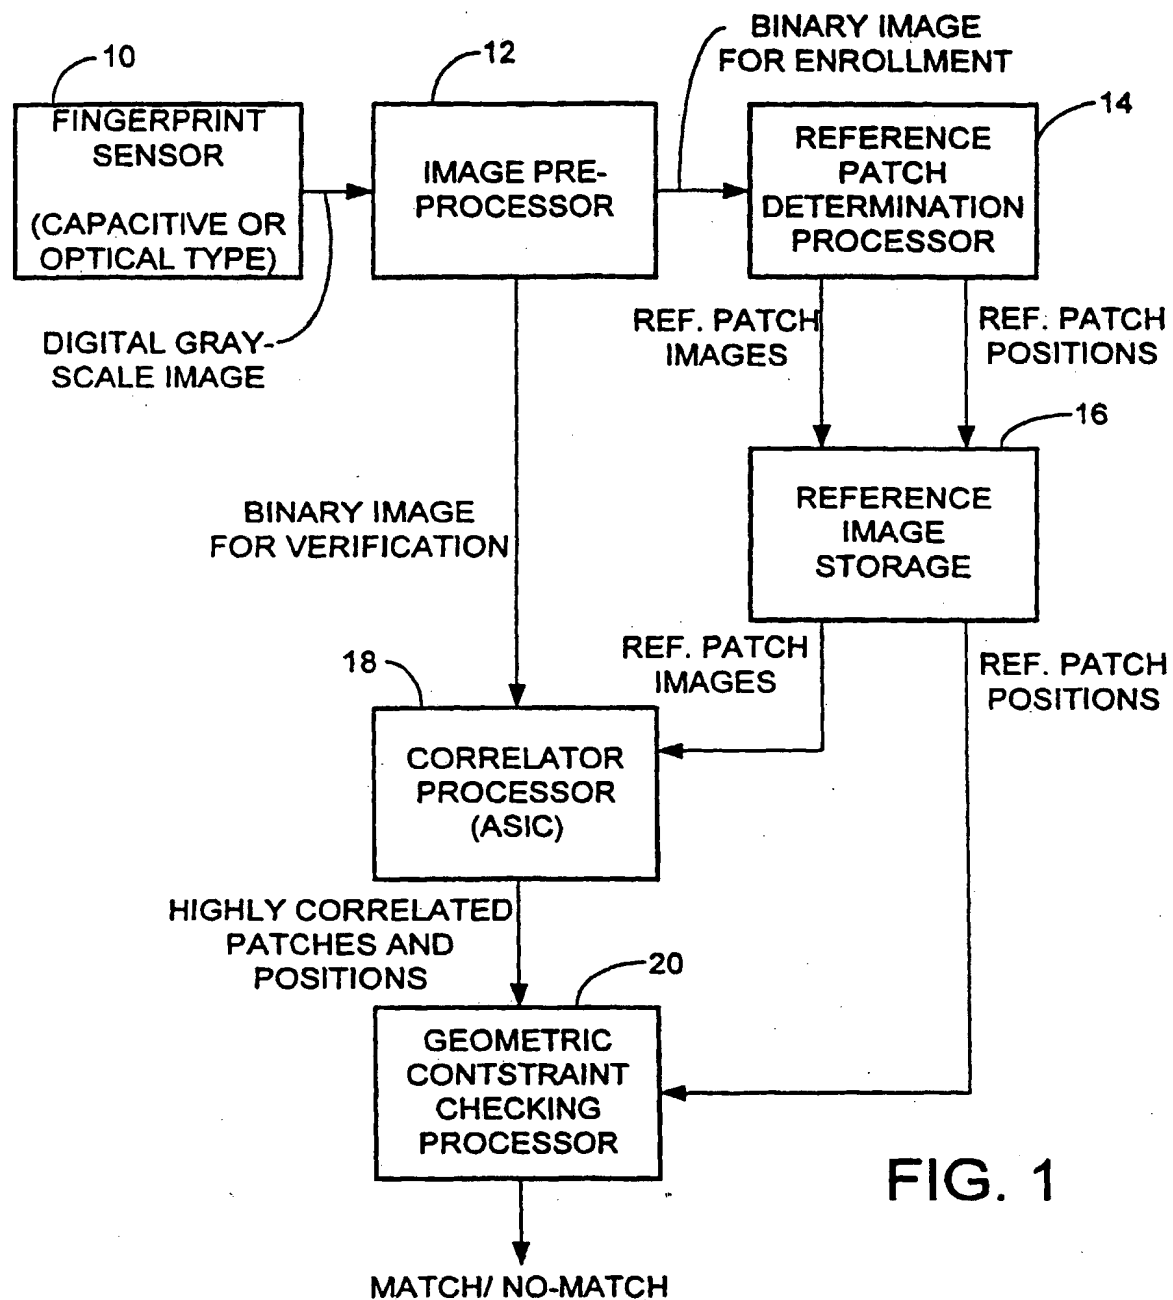 10
FINGERPRINT
SENSOR
(CAPACITIVE OR
OPTICAL TYPE)
DIGITAL GRAY-
SCALE IMAGE
12
IMAGE PRE-
PROCESSOR
BINARY IMAGE
FOR ENROLLMENT
14
REFERENCE
PATCH
DETERMINATION
PROCESSOR
REF. PATCH
IMAGES
REF. PATCH
POSITIONS
16
REFERENCE
IMAGE
STORAGE
BINARY IMAGE
FOR VERIFICATION
REF. PATCH
IMAGES
REF. PATCH
POSITIONS
18
CORRELATOR
PROCESSOR
(ASIC)
HIGHLY CORRELATED
PATCHES AND
POSITIONS
20
GEOMETRIC
CONTSTRAINT
CHECKING
PROCESSOR
MATCH/ NO-MATCH
FIG. 1